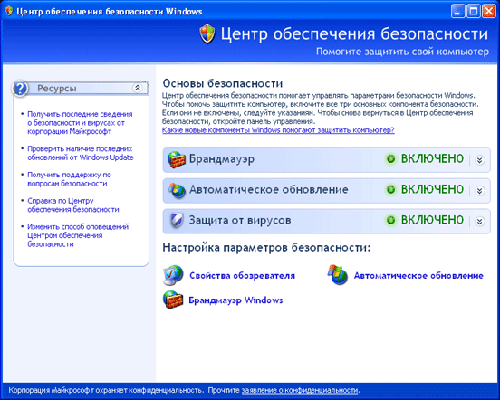 Центр обеспечения безопасности Windows
Центр обеспечения безопасности
Помогите защитить свой компьютер
Ресурсы
Получить последние сведения
о безопасности и вирусах от
корпорации Майкрософт
Проверить наличие последних
обновлений от Windows Update
Получить поддержку по
вопросам безопасности
Справка по Центру
обеспечения безопасности
Изменить способ оповещений
Центром обеспечения
безопасности
Основы безопасности
Центр обеспечения безопасности помогает управлять параметрами безопасности Windows.
Чтобы помочь защитить компьютер, включите все три основных компонента безопасности.
Если они не включены, следуйте указаниям. Чтобы снова вернуться в Центр обеспечения
безопасности, откройте панель управления.
Какие новые компоненты Windows помогают защитить компьютер?
Брандмауэр ВКЛЮЧЕНО
Автоматическое обновление ВКЛЮЧЕНО
Защита от вирусов ВКЛЮЧЕНО
Настройка параметров безопасности:
Свойства обозревателя Автоматическое обновление
Брандмауэр Windows
Корпорация Майкрософт охраняет конфиденциальность. Прочтите заявление о конфиденциальности.